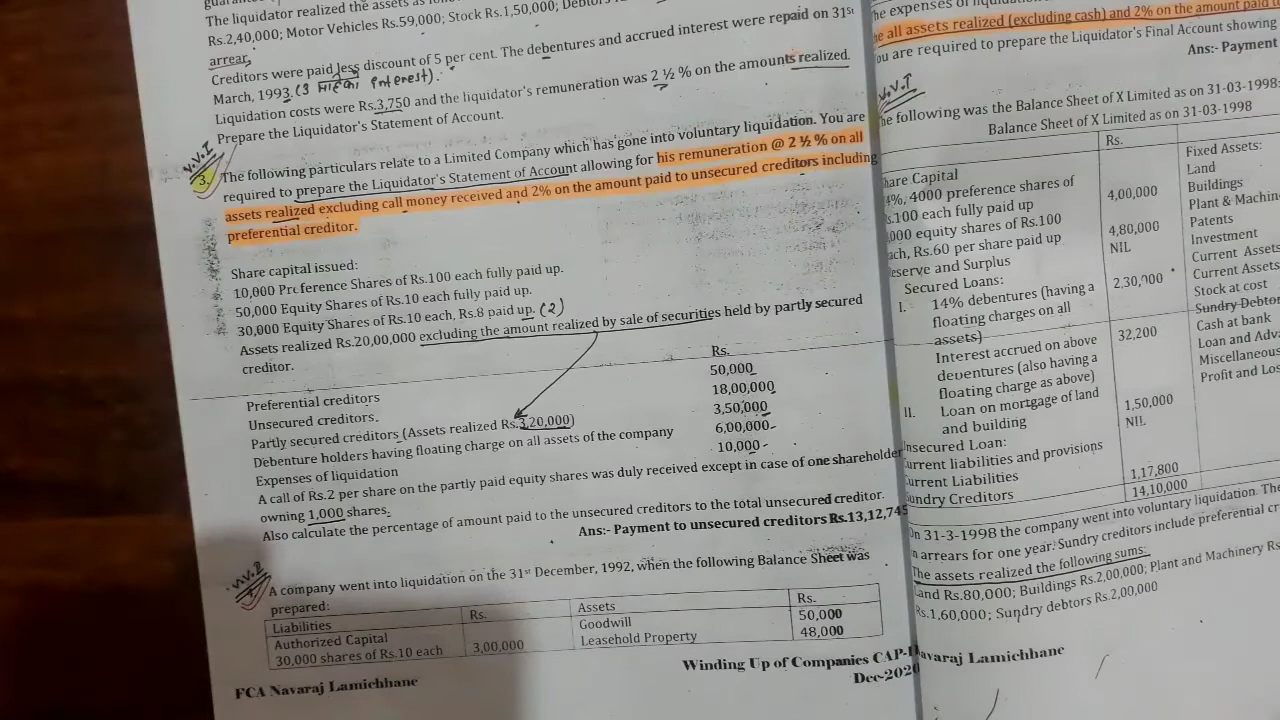 The liquidator realized the assets as
Rs.2,40,000; Motor Vehicles Rs.59,000; Stock Rs.1,50,000;
arrear.
Creditors were paid less discount of 5 per cent. The debentures and accrued interest were repaid on 31st
March, 1993. (3 interest).
Liquidation costs were Rs.3,750 and the liquidator's remuneration was 2 ½ % on the amounts realized.
Prepare the Liquidator's Statement of Account.
V.V.I
3. The following particulars relate to a Limited Company which has gone into voluntary liquidation. You are
required to prepare the Liquidator's Statement of Account allowing for his remuneration @ 2 ½ % on all
assets realized excluding call money received and 2% on the amount paid to unsecured creditors including
preferential creditor.
Share capital issued:
10,000 Preference Shares of Rs.100 each fully paid up.
50,000 Equity Shares of Rs.10 each fully paid up.
30,000 Equity Shares of Rs.10 each, Rs.8 paid up. (2)
Assets realized Rs.20,00,000 excluding the amount realized by sale of securities held by partly secured
creditor.
Rs.
Preferential creditors 50,000
Unsecured creditors. 18,00,000
Partly secured creditors (Assets realized Rs.3,20,000) 3,50,000
Debenture holders having floating charge on all assets of the company 6,00,000
Expenses of liquidation 10,000
A call of Rs.2 per share on the partly paid equity shares was duly received except in case of one shareholder
owning 1,000 shares.
Also calculate the percentage of amount paid to the unsecured creditors to the total unsecured creditor.
Ans:- Payment to unsecured creditors Rs.13,12,745
A company went into liquidation on the 31st December, 1992, when the following Balance Sheet was
prepared:
Liabilities Rs. Assets Rs.
Authorized Capital Goodwill 50,000
30,000 shares of Rs.10 each 3,00,000 Leasehold Property 48,000
Winding Up of Companies CAP-I
FCA Navaraj Lamichhane Dec-2020
all assets realized (excluding cash) and 2% on the amount paid
ou are required to prepare the Liquidator's Final Account showing
Ans:- Payment
V.V.I
he following was the Balance Sheet of X Limited as on 31-03-1998:
Balance Sheet of X Limited as on 31-03-1998
Rs.
hare Capital Fixed Assets:
4%, 4000 preference shares of Land
s.100 each fully paid up 4,00,000 Buildings
000 equity shares of Rs.100 Plant & Machin
ach, Rs.60 per share paid up 4,80,000 Patents
eserve and Surplus NIL Investment
Secured Loans: Current Assets
I. 14% debentures (having a 2,30,000 Current Assets
floating charges on all Stock at cost
assets) Sundry Debtor
Interest accrued on above 32,200 Cash at bank
deventures (also having a Loan and Adv
floating charge as above) Miscellaneous
II. Loan on mortgage of land 1,50,000 Profit and Los
and building
nsecured Loan: NIL
urrent liabilities and provisions
urrent Liabilities 1,17,800
undry Creditors 14,10,000
n 31-3-1998 the company went into voluntary liquidation. The
n arrears for one year. Sundry creditors include preferential cr
The assets realized the following sums:
Land Rs.80,000; Buildings Rs.2,00,000; Plant and Machinery Rs
Rs.1,60,000; Sundry debtors Rs.2,00,000
avaraj Lamichhane